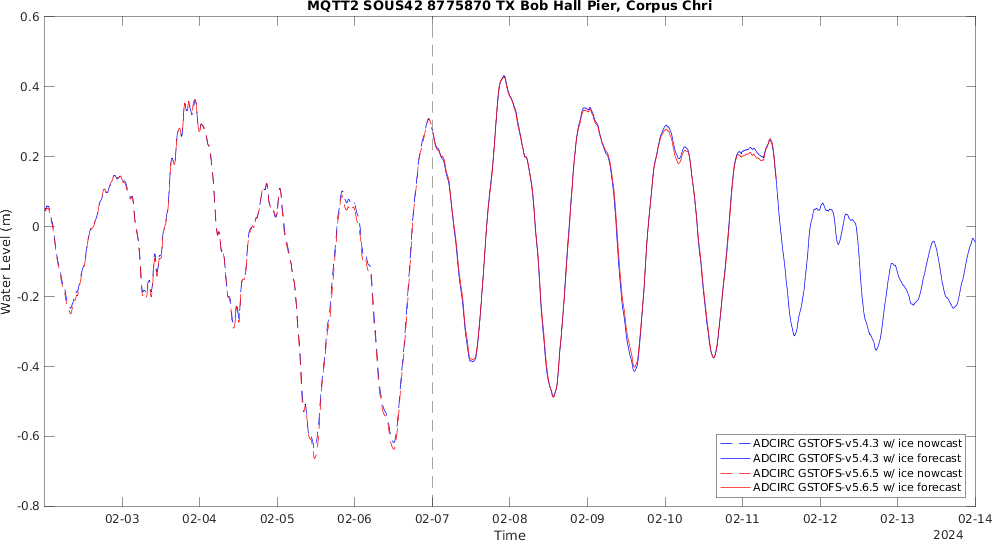 MQTT2 SOUS42 8775870 TX Bob Hall Pier, Corpus Chri
0.6
0.4
0.2
0
-0.2
-0.4
-0.6
-0.8
Water Level (m)
ADCIRC GSTOFS-v5.4.3 w/ ice nowcast
ADCIRC GSTOFS-v5.4.3 w/ ice forecast
ADCIRC GSTOFS-v5.6.5 w/ ice nowcast
ADCIRC GSTOFS-v5.6.5 w/ ice forecast
02-03 02-04 02-05 02-06 02-07 02-08 02-09 02-10 02-11 02-12 02-13 02-14
Time
2024